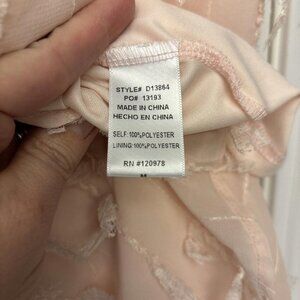 STYLE# D13864
PO# 13193
MADE IN CHINA
HECHO EN CHINA
SELF:100%POLYESTER
LINING:100%POLYESTER
RN #120978
M